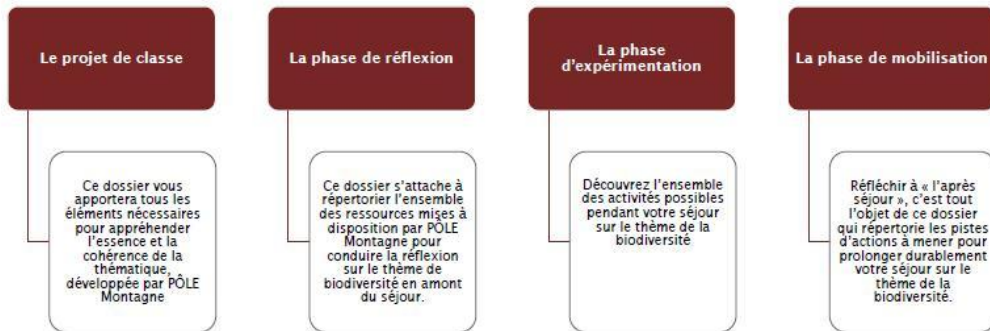 Le projet de classe
Ce dossier vous
apportera tous les
éléments nécessaires
pour appréhender
l'essence et la
cohérence de la
thématique,
développée par PÔLE
Montagne
La phase de réflexion
Ce dossier s'attache à
répertorier l'ensemble
des ressources mises à
disposition par PÔLE
Montagne pour
conduire la réflexion
sur le thème de
biodiversité en amont
du séjour.
La phase
d'expérimentation
Découvrez l'ensemble
des activités possibles
pendant votre séjour
sur le thème de la
biodiversité
La phase de mobilisation
Réfléchir à « l'après
séjour », c'est tout
l'objet de ce dossier
qui répertorie les pistes
d'actions à mener pour
prolonger durablement
votre séjour sur le
thème de la
biodiversité.